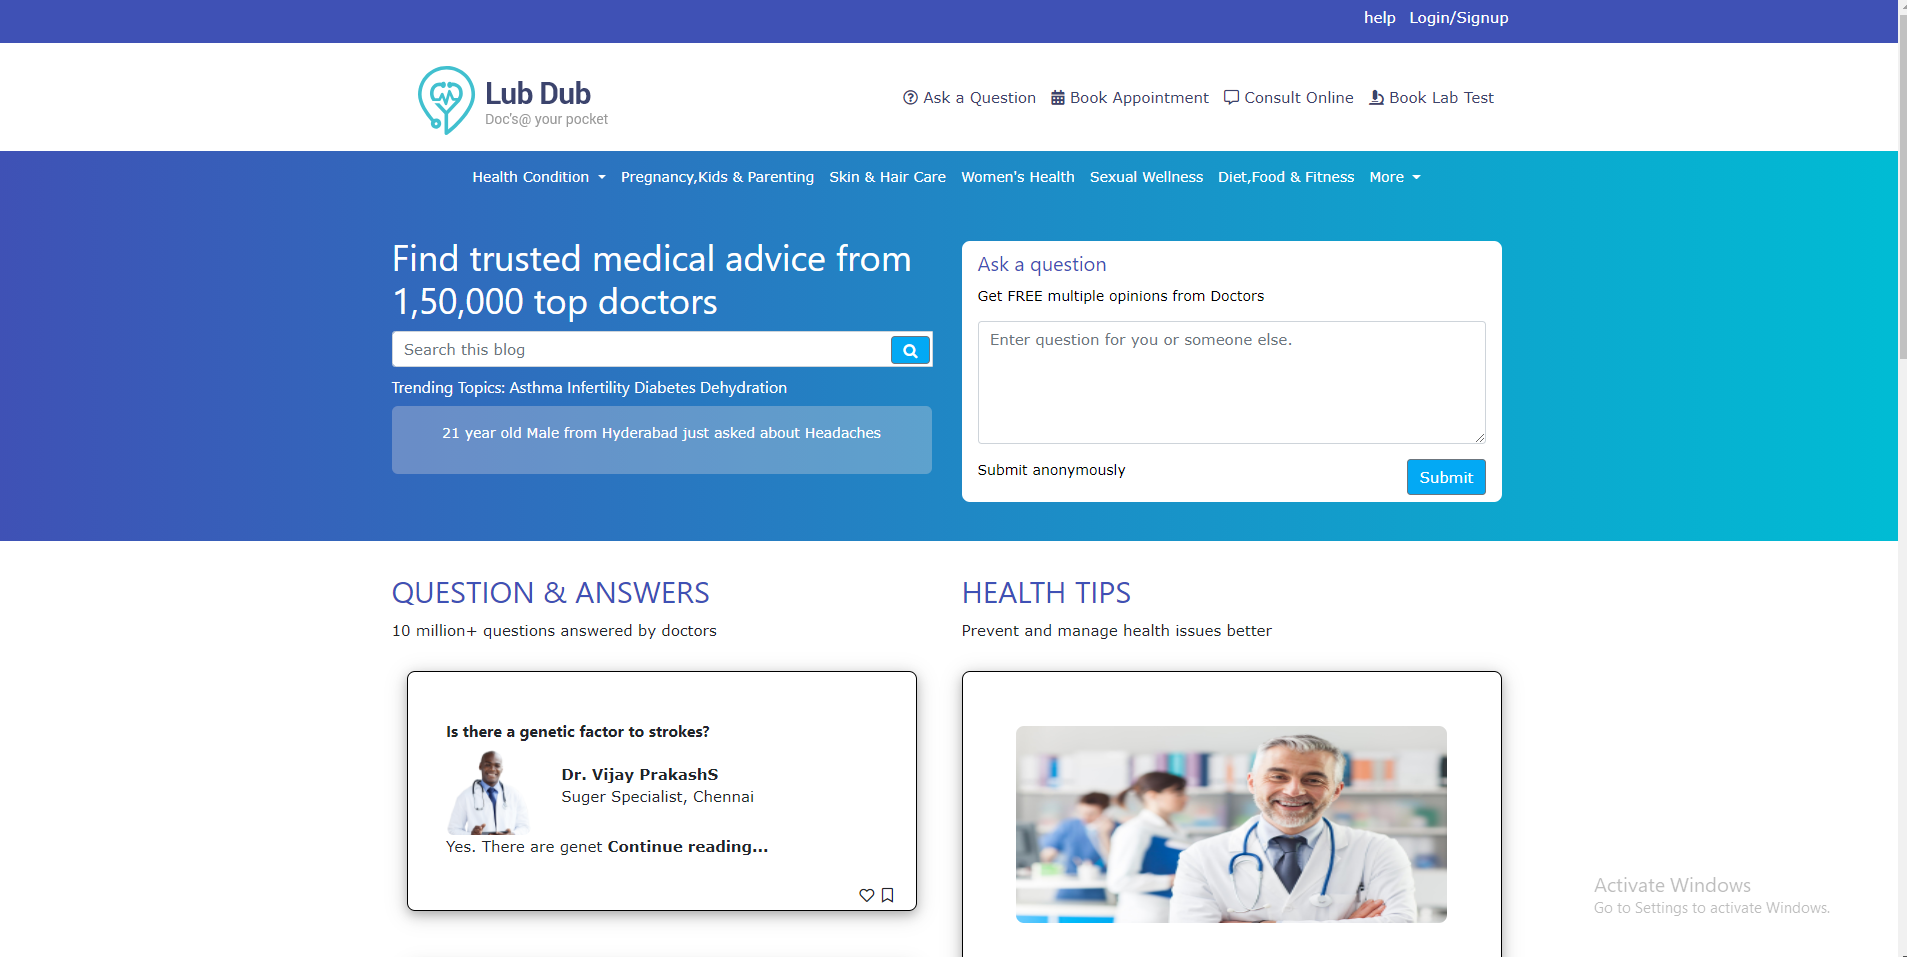 help Login/Signup
Lub Dub
Doc's@ your pocket
Ask a Question Book Appointment Consult Online Book Lab Test
Health Condition Pregnancy,Kids & Parenting Skin & Hair Care Women's Health Sexual Wellness Diet,Food & Fitness More
Find trusted medical advice from
1,50,000 top doctors
Search this blog
Trending Topics: Asthma Infertility Diabetes Dehydration
21 year old Male from Hyderabad just asked about Headaches
Ask a question
Get FREE multiple opinions from Doctors
Enter question for you or someone else.
Submit anonymously
Submit
QUESTION & ANSWERS
10 million+ questions answered by doctors
Is there a genetic factor to strokes?
Dr. Vijay PrakashS
Suger Specialist, Chennai
Yes. There are genet Continue reading...
HEALTH TIPS
Prevent and manage health issues better
Activate Windows
Go to Settings to activate Windows.